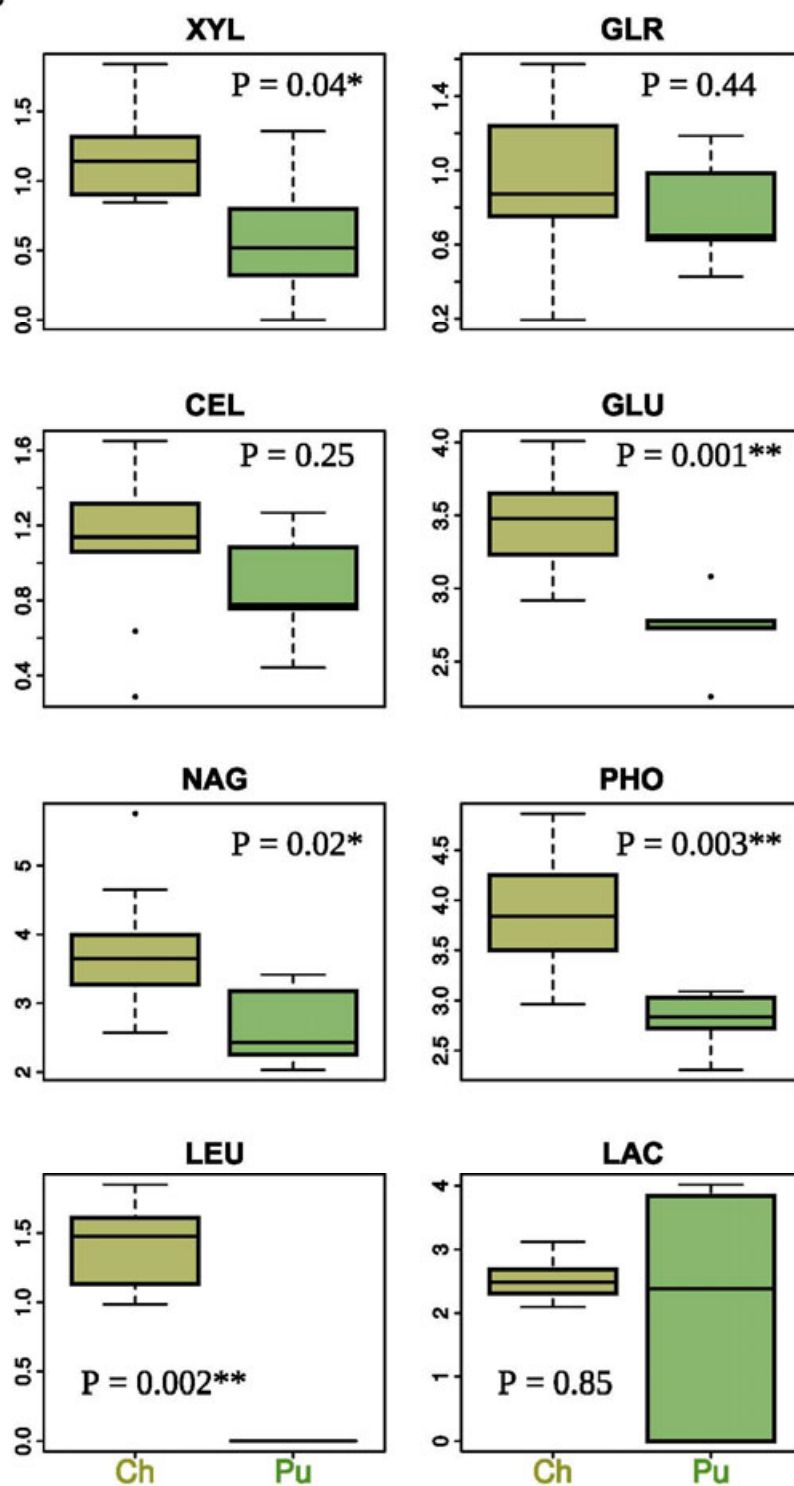 XYL GLR
P = 0.04* P = 0.44
0.0 0.5 1.0 1.5
0.2 0.6 1.0 1.4
CEL GLU
P = 0.25 P = 0.001**
0.4 0.8 1.2 1.6
2.5 3.0 3.5 4.0
NAG PHO
P = 0.02* P = 0.003**
2 3 4 5
2.5 3.0 3.5 4.0 4.5
LEU LAC
P = 0.002** P = 0.85
0.0 0.5 1.0 1.5
0 1 2 3 4
Ch Pu Ch Pu